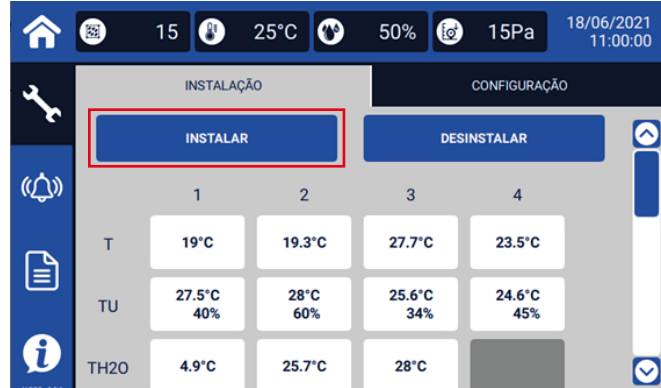 15 25°C 50% 15Pa 18/06/2021
11:00:00
INSTALAÇÃO CONFIGURAÇÃO
INSTALAR DESINSTALAR
1 2 3 4
T 19°C 19.3°C 27.7°C 23.5°C
TU 27.5°C 28°C 25.6°C 24.6°C
40% 60% 34% 45%
TH2O 4.9°C 25.7°C 28°C